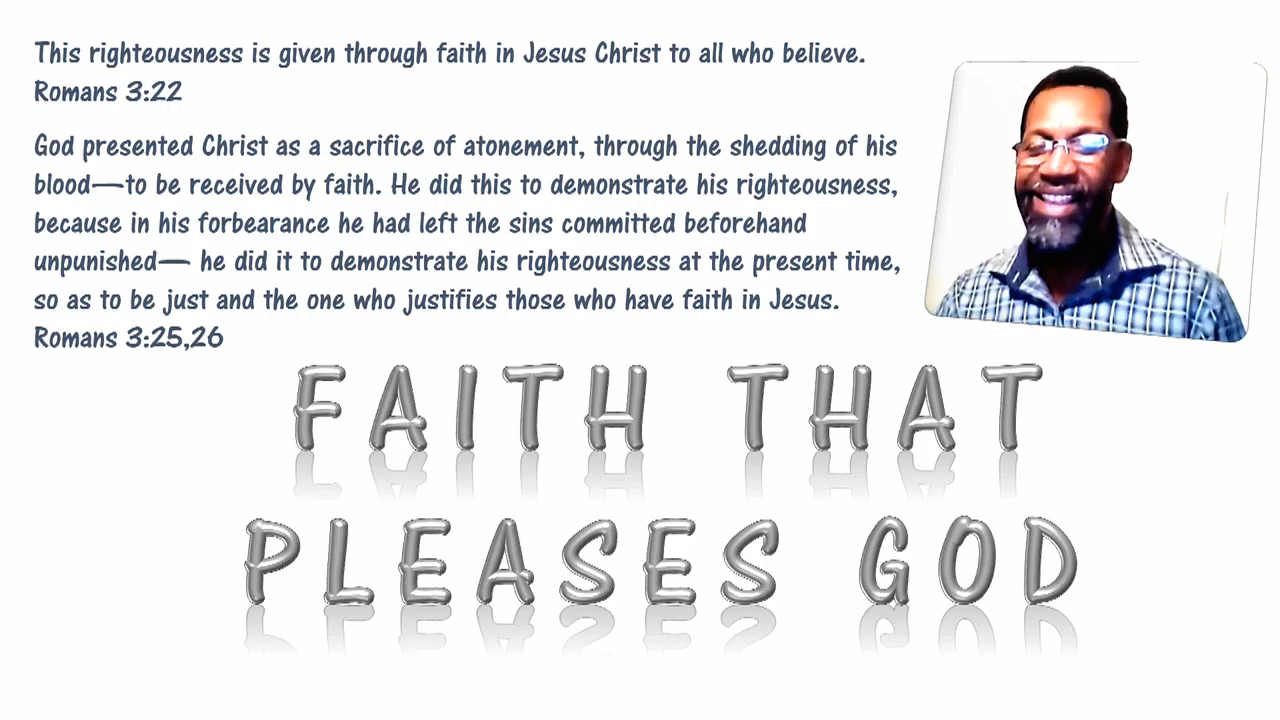 This righteousness is given through faith in Jesus Christ to all who believe.
Romans 3:22
God presented Christ as a sacrifice of atonement, through the shedding of his
blood—to be received by faith. He did this to demonstrate his righteousness,
because in his forbearance he had left the sins committed beforehand
unpunished— he did it to demonstrate his righteousness at the present time,
so as to be just and the one who justifies those who have faith in Jesus.
Romans 3:25,26
FAITH THAT
PLEASES GOD